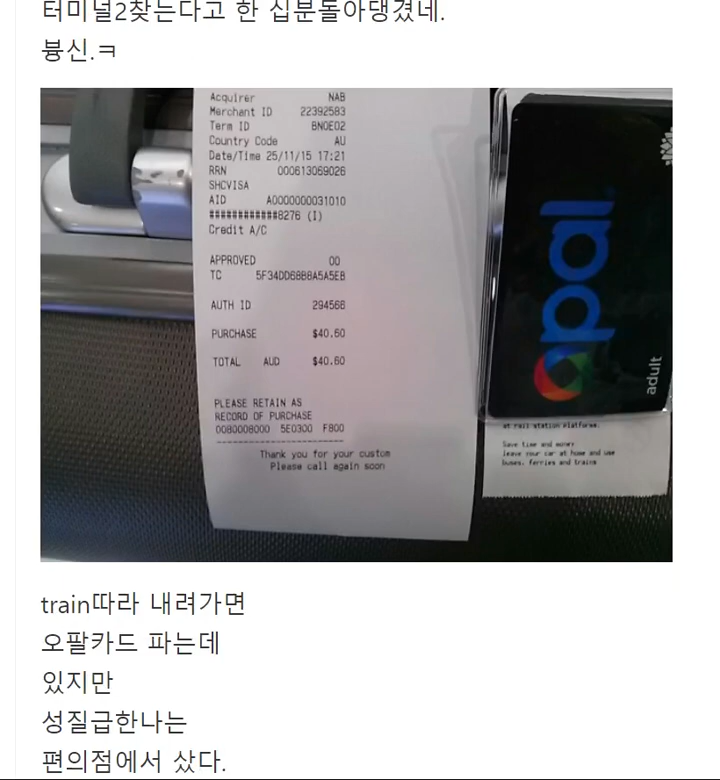 터미널2찾는다고 한 십분돌아댕겼네.
븅신.ㅋ
Acquirer NAB
Merchant ID 22392583
Term ID BNOE02
Country Code AU
Date/Time 25/11/15 17:21
RRN 000613069026
SHCVISA
AID A0000000031010
############8276 (I)
Credit A/C
APPROVED 00
TC 5F34DD68BBA5A5EB
AUTH ID 294566
PURCHASE $40.60
TOTAL AUD $40.60
PLEASE RETAIN AS
RECORD OF PURCHASE
0080008000 5E0300 F800
Thank you for your custom
Please call again soon
opal
adult
at rail station platforms.
Save time and money
leave your car at home and use
buses, ferries and trains
train따라 내려가면
오팔카드 파는데
있지만
성질급한나는
편의점에서 샀다.